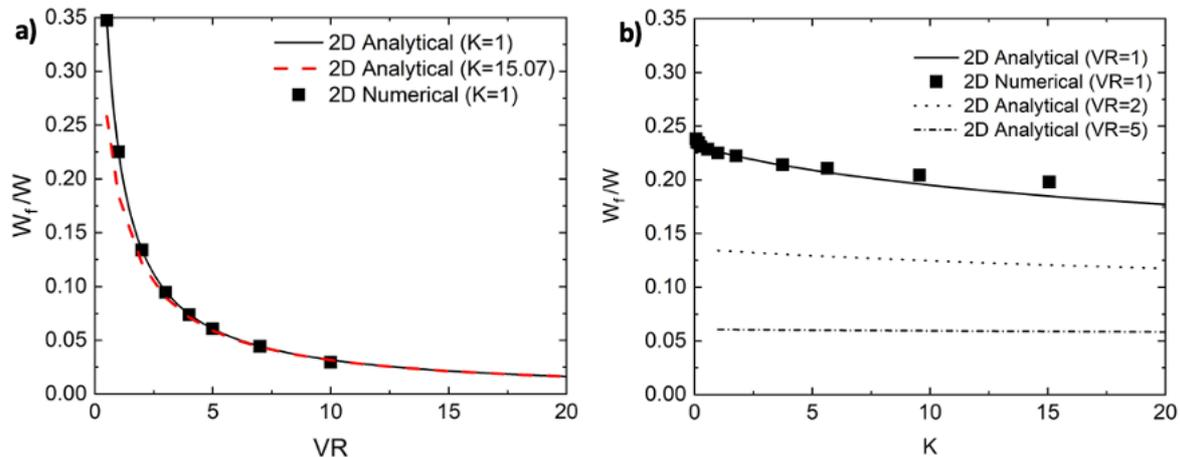 a)
0.35
0.30
0.25
0.20
0.15
0.10
0.05
0.00
W_f/W
2D Analytical (K=1)
2D Analytical (K=15.07)
2D Numerical (K=1)
0 5 10 15 20
VR
b)
0.35
0.30
0.25
0.20
0.15
0.10
0.05
0.00
W_f/W
2D Analytical (VR=1)
2D Numerical (VR=1)
2D Analytical (VR=2)
2D Analytical (VR=5)
0 5 10 15 20
K